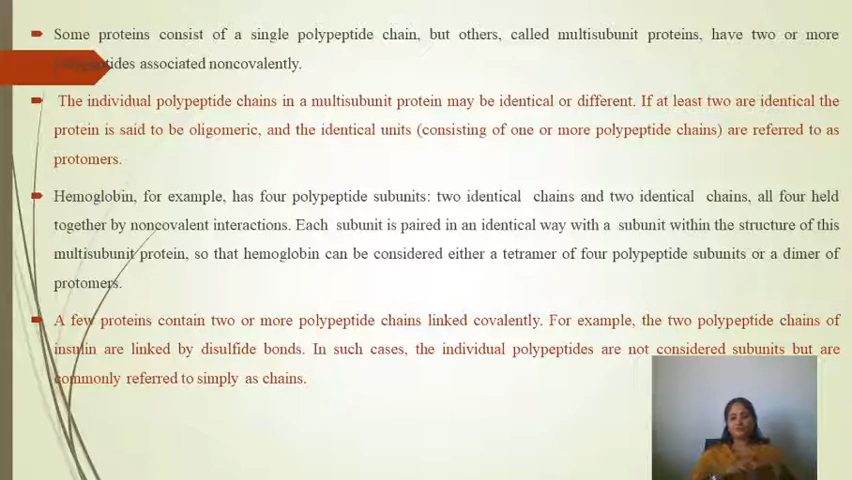 Some proteins consist of a single polypeptide chain, but others, called multisubunit proteins, have two or more
polypeptides associated noncovalently.
The individual polypeptide chains in a multisubunit protein may be identical or different. If at least two are identical the
protein is said to be oligomeric, and the identical units (consisting of one or more polypeptide chains) are referred to as
protomers.
Hemoglobin, for example, has four polypeptide subunits: two identical chains and two identical chains, all four held
together by noncovalent interactions. Each subunit is paired in an identical way with a subunit within the structure of this
multisubunit protein, so that hemoglobin can be considered either a tetramer of four polypeptide subunits or a dimer of
protomers.
A few proteins contain two or more polypeptide chains linked covalently. For example, the two polypeptide chains of
insulin are linked by disulfide bonds. In such cases, the individual polypeptides are not considered subunits but are
commonly referred to simply as chains.